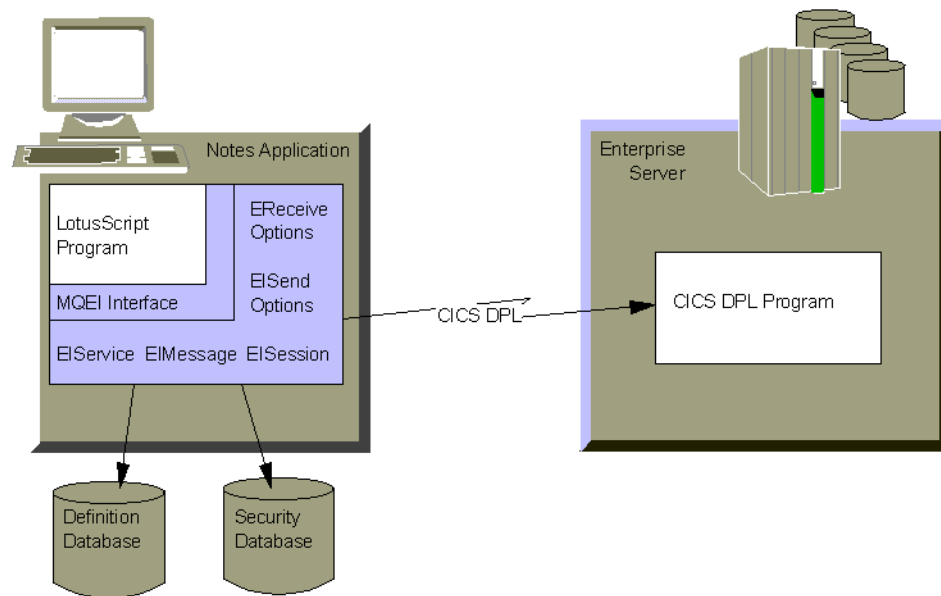 Notes Application
LotusScript
Program
MQEI Interface
EReceive
Options
EISend
Options
EIService EIMessage EISession
Definition
Database
Security
Database
CICS DPL
Enterprise
Server
CICS DPL Program